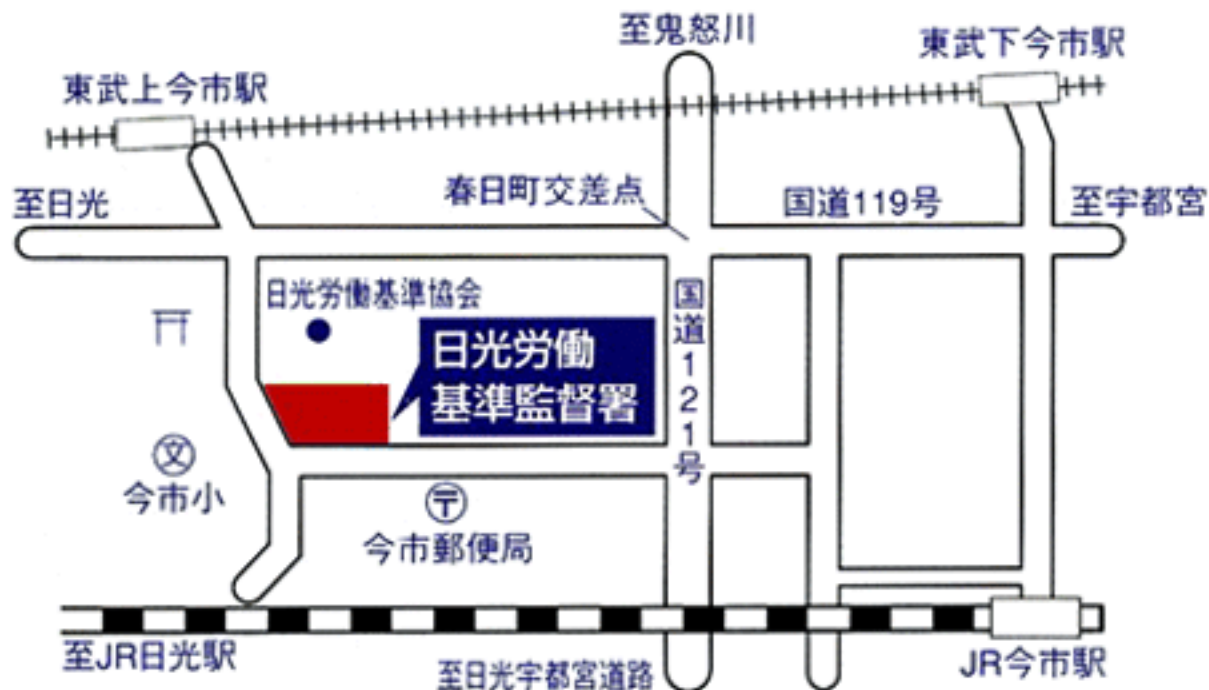 至鬼怒川
東武下今市駅
東武上今市駅
春日町交差点
国道119号
至日光
至宇都宮
日光労働基準協会
国道121号
日光労働
基準監督署
文
今市小
〒
今市郵便局
至JR日光駅
至日光宇都宮道路
JR今市駅